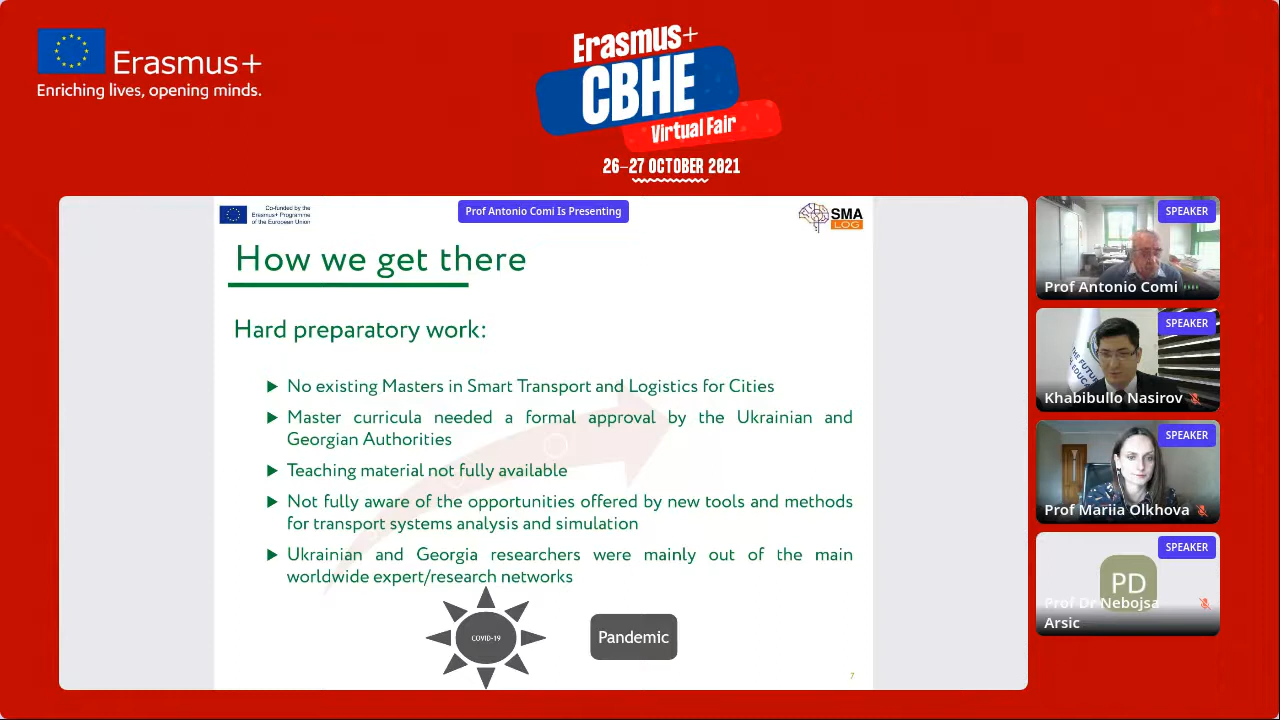 Erasmus+
Enriching lives, opening minds.
Erasmus+
CBHE
Virtual Fair
26–27 OCTOBER 2021
Co-funded by the
Erasmus+ Programme
of the European Union
Prof Antonio Comi Is Presenting
SMA
LOG
How we get there
Hard preparatory work:
No existing Masters in Smart Transport and Logistics for Cities
Master curricula needed a formal approval by the Ukrainian and
Georgian Authorities
Teaching material not fully available
Not fully aware of the opportunities offered by new tools and methods
for transport systems analysis and simulation
Ukrainian and Georgia researchers were mainly out of the main
worldwide expert/research networks
COVID-19
Pandemic
7
SPEAKER
Prof Antonio Comi
SPEAKER
THE FUTURE
Khabibullo Nasirov
SPEAKER
Prof Mariia Olkhova
SPEAKER
PD
Prof Dr Nebojsa
Arsic